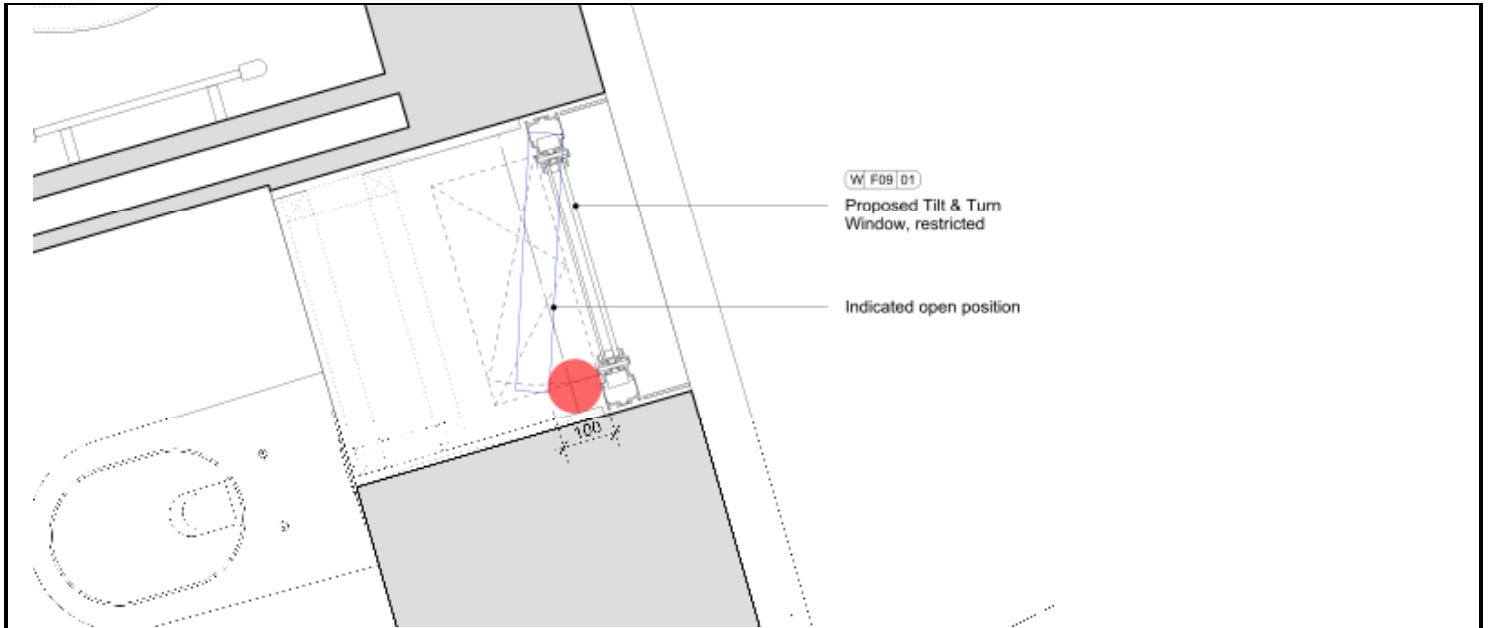 W F09 01
Proposed Tilt & Turn
Window, restricted
Indicated open position
100